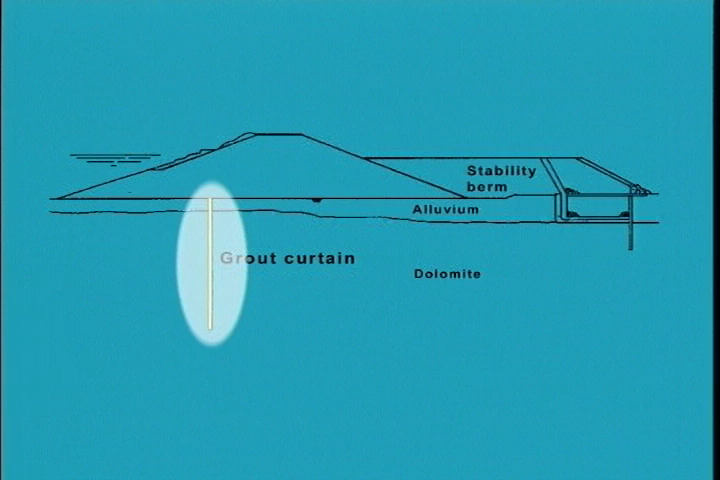 Stability
berm
Alluvium
Grout curtain
Dolomite